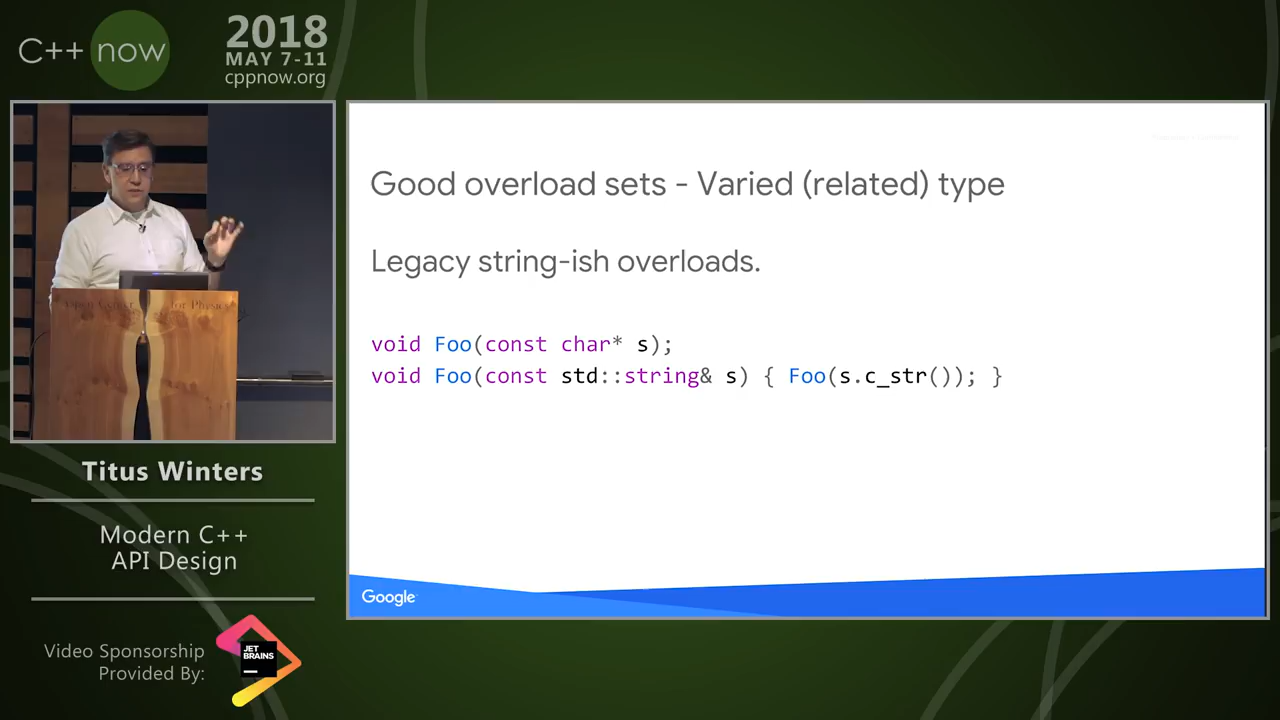 C++ now
2018
MAY 7-11
cppnow.org
Good overload sets - Varied (related) type
Legacy string-ish overloads.
void Foo(const char* s);
void Foo(const std::string& s) { Foo(s.c_str()); }
Google
for Physics
Titus Winters
Modern C++
API Design
Video Sponsorship
Provided By:
JET
BRAINS